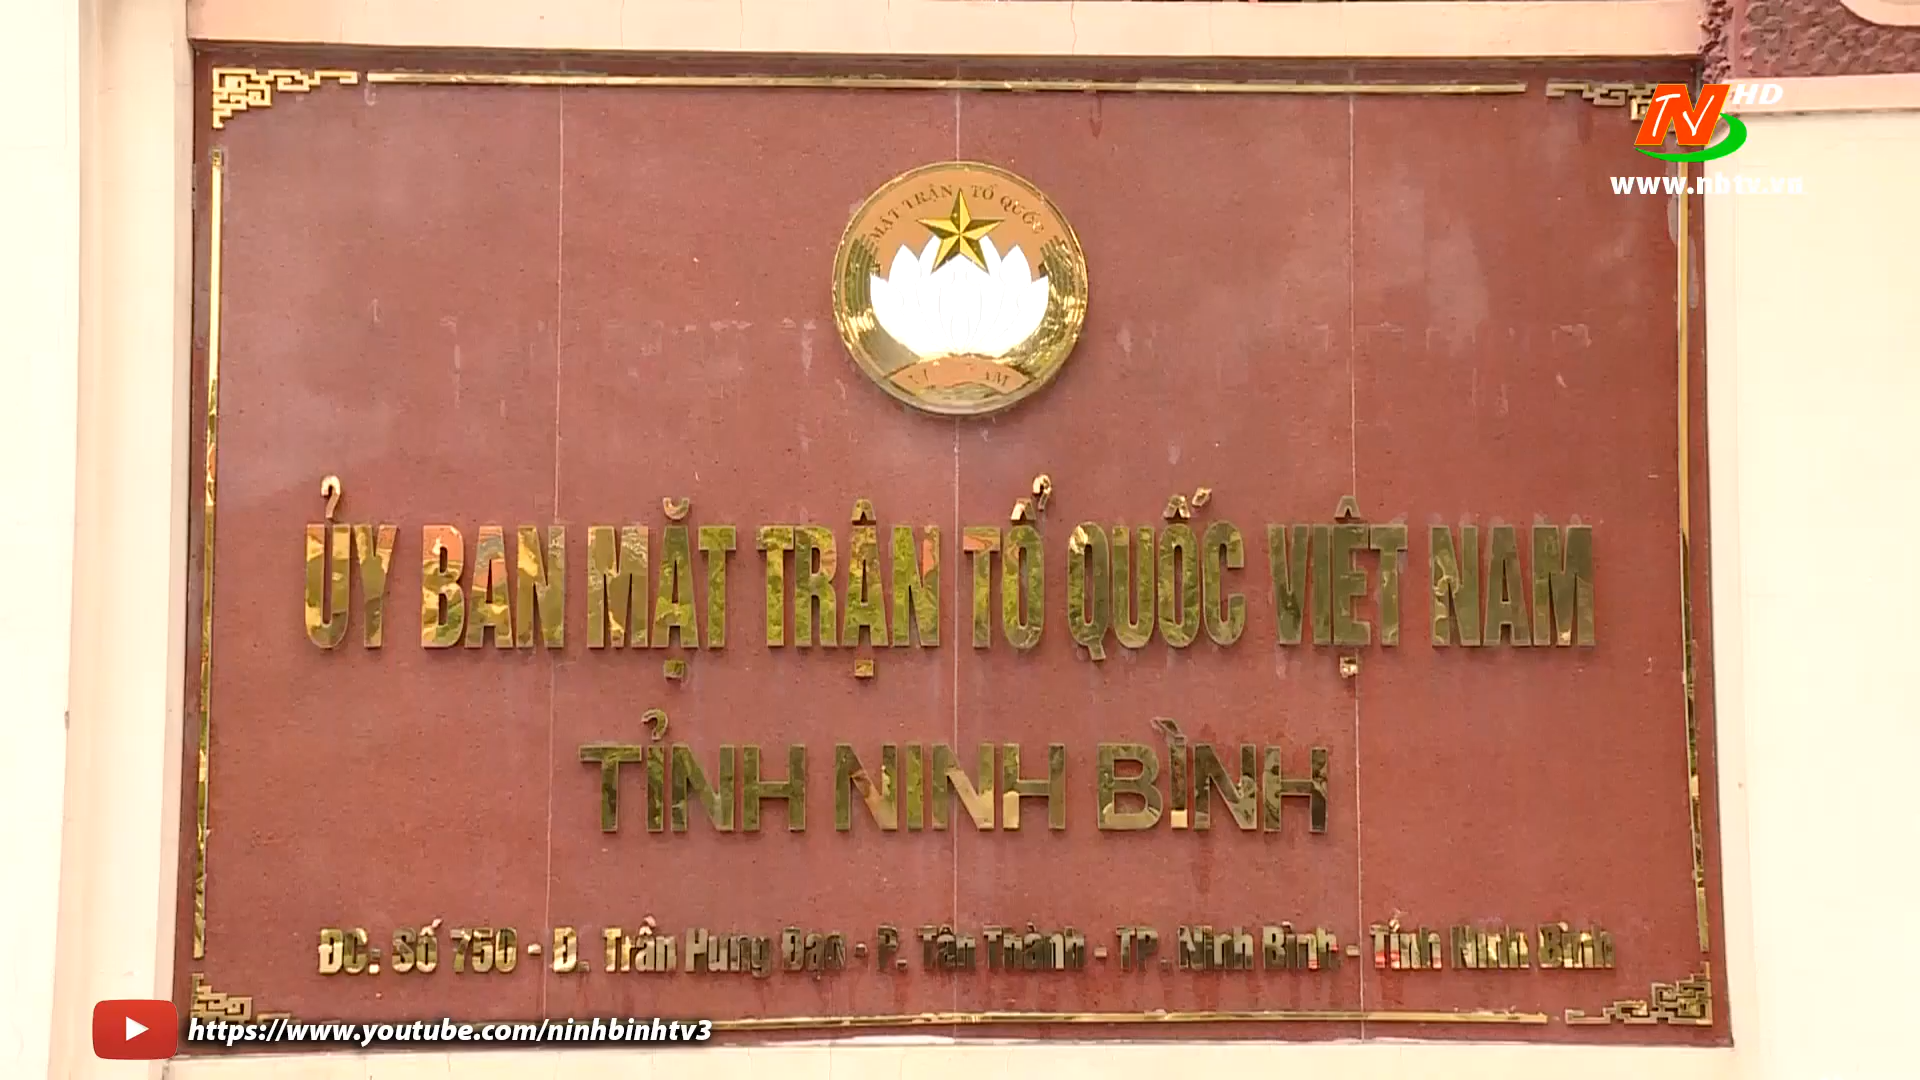 HD
www.nbtv.vn
MẶT TRẬN TỔ QUỐC
ỦY BAN MẶT TRẬN TỔ QUỐC VIỆT NAM
TỈNH NINH BÌNH
ĐC: Số 750 - Đ. Trần Hưng Đạo - P. Tân Thành - TP. Ninh Bình - Tỉnh Ninh Bình
https://www.youtube.com/ninhbinhtv3